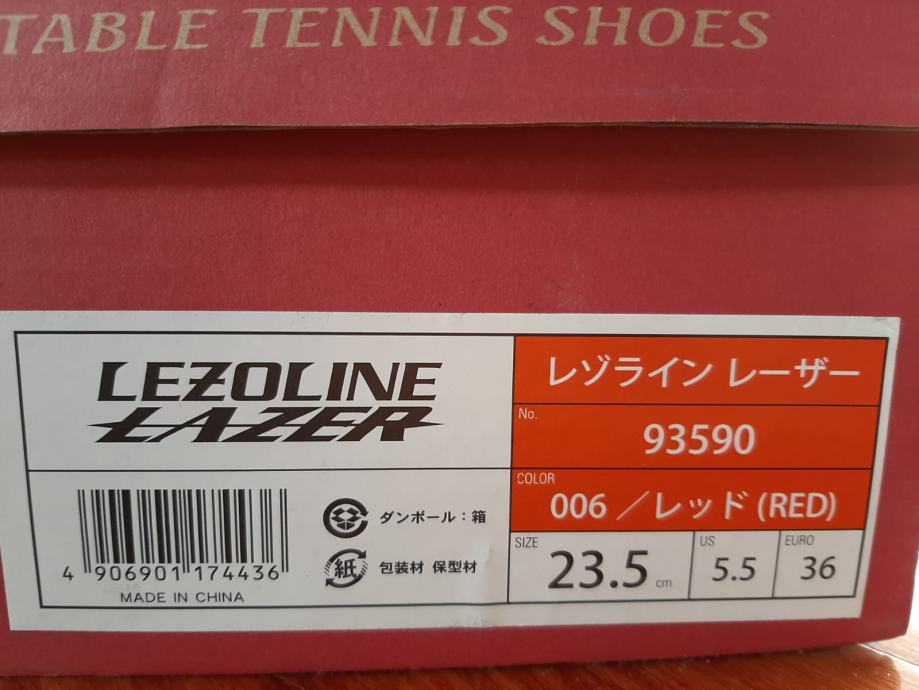 TABLE TENNIS SHOES
LEZOLINE
LAZER
レゾライン レーザー
No.
93590
COLOR
006 ／レッド (RED)
4 906901 174436
MADE IN CHINA
ダンボール：箱
紙
包装材 保型材
SIZE
23.5 cm
US
5.5
EURO
36